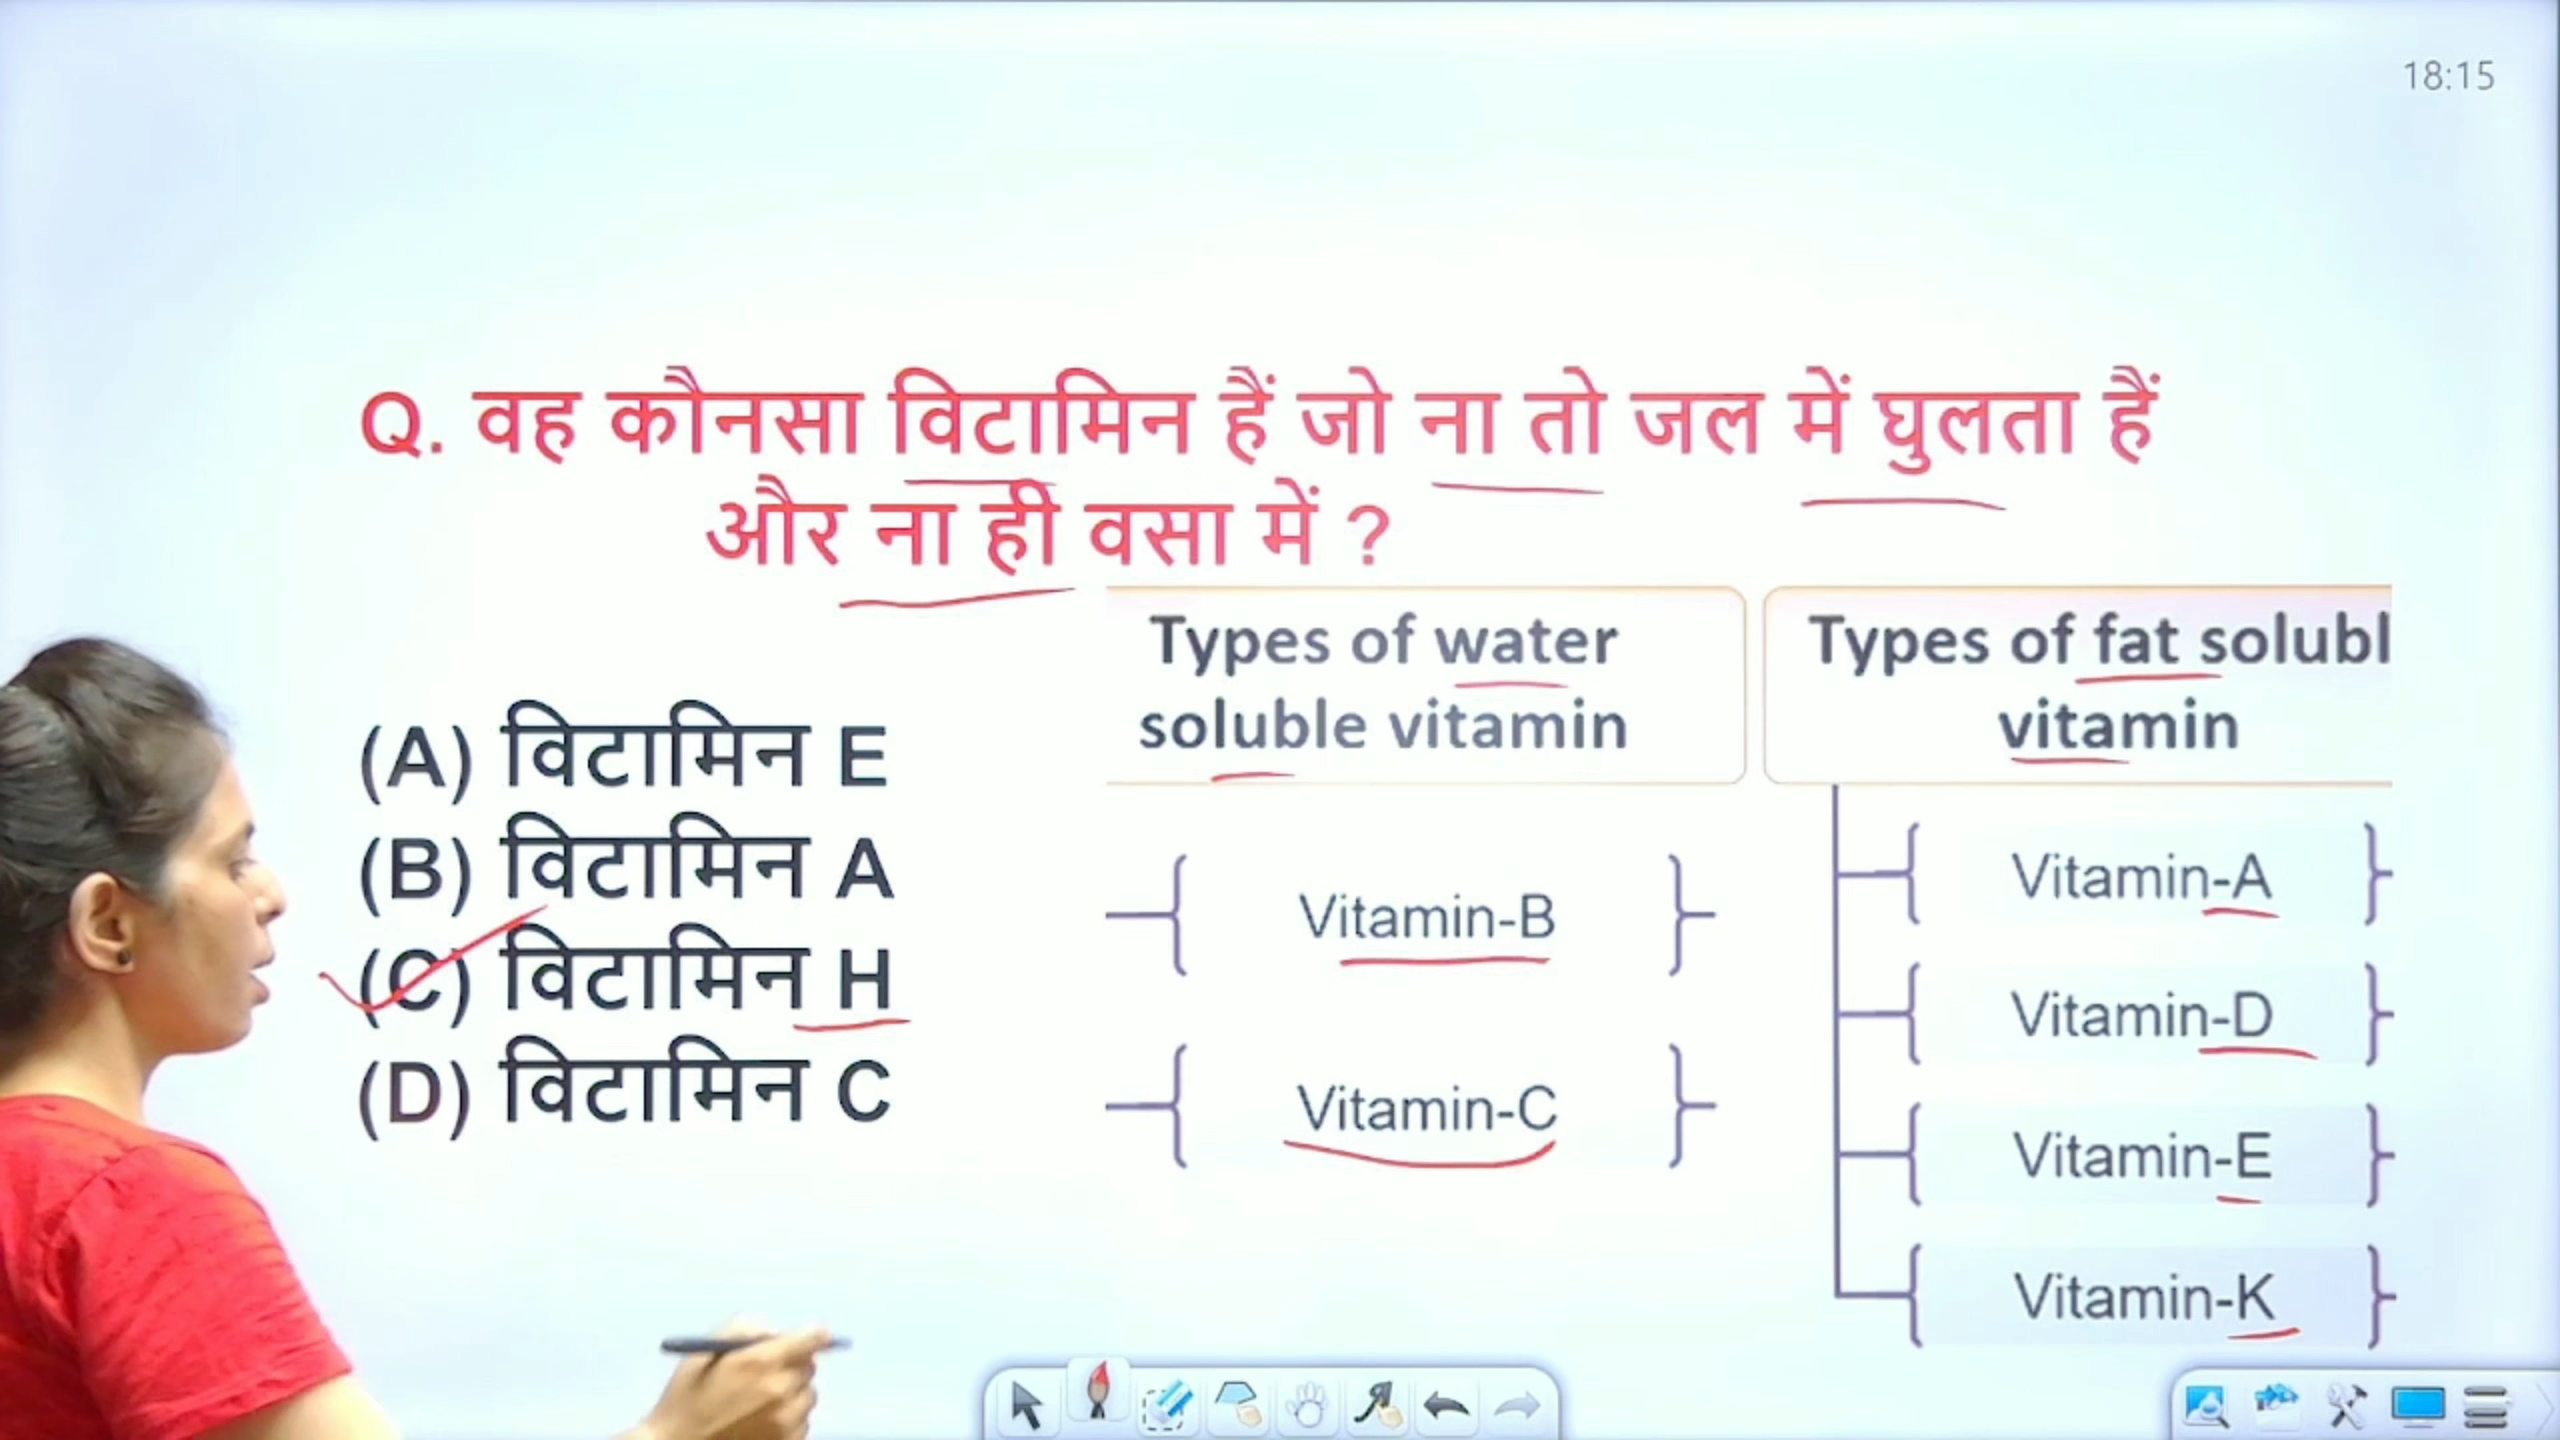 18:15
Q. वह कौनसा विटामिन हैं जो ना तो जल में घुलता हैं
और ना ही वसा में ?
(A) विटामिन E
(B) विटामिन A
(C) विटामिन H
(D) विटामिन C
Types of water
soluble vitamin
Vitamin-B
Vitamin-C
Types of fat solubl
vitamin
Vitamin-A
Vitamin-D
Vitamin-E
Vitamin-K